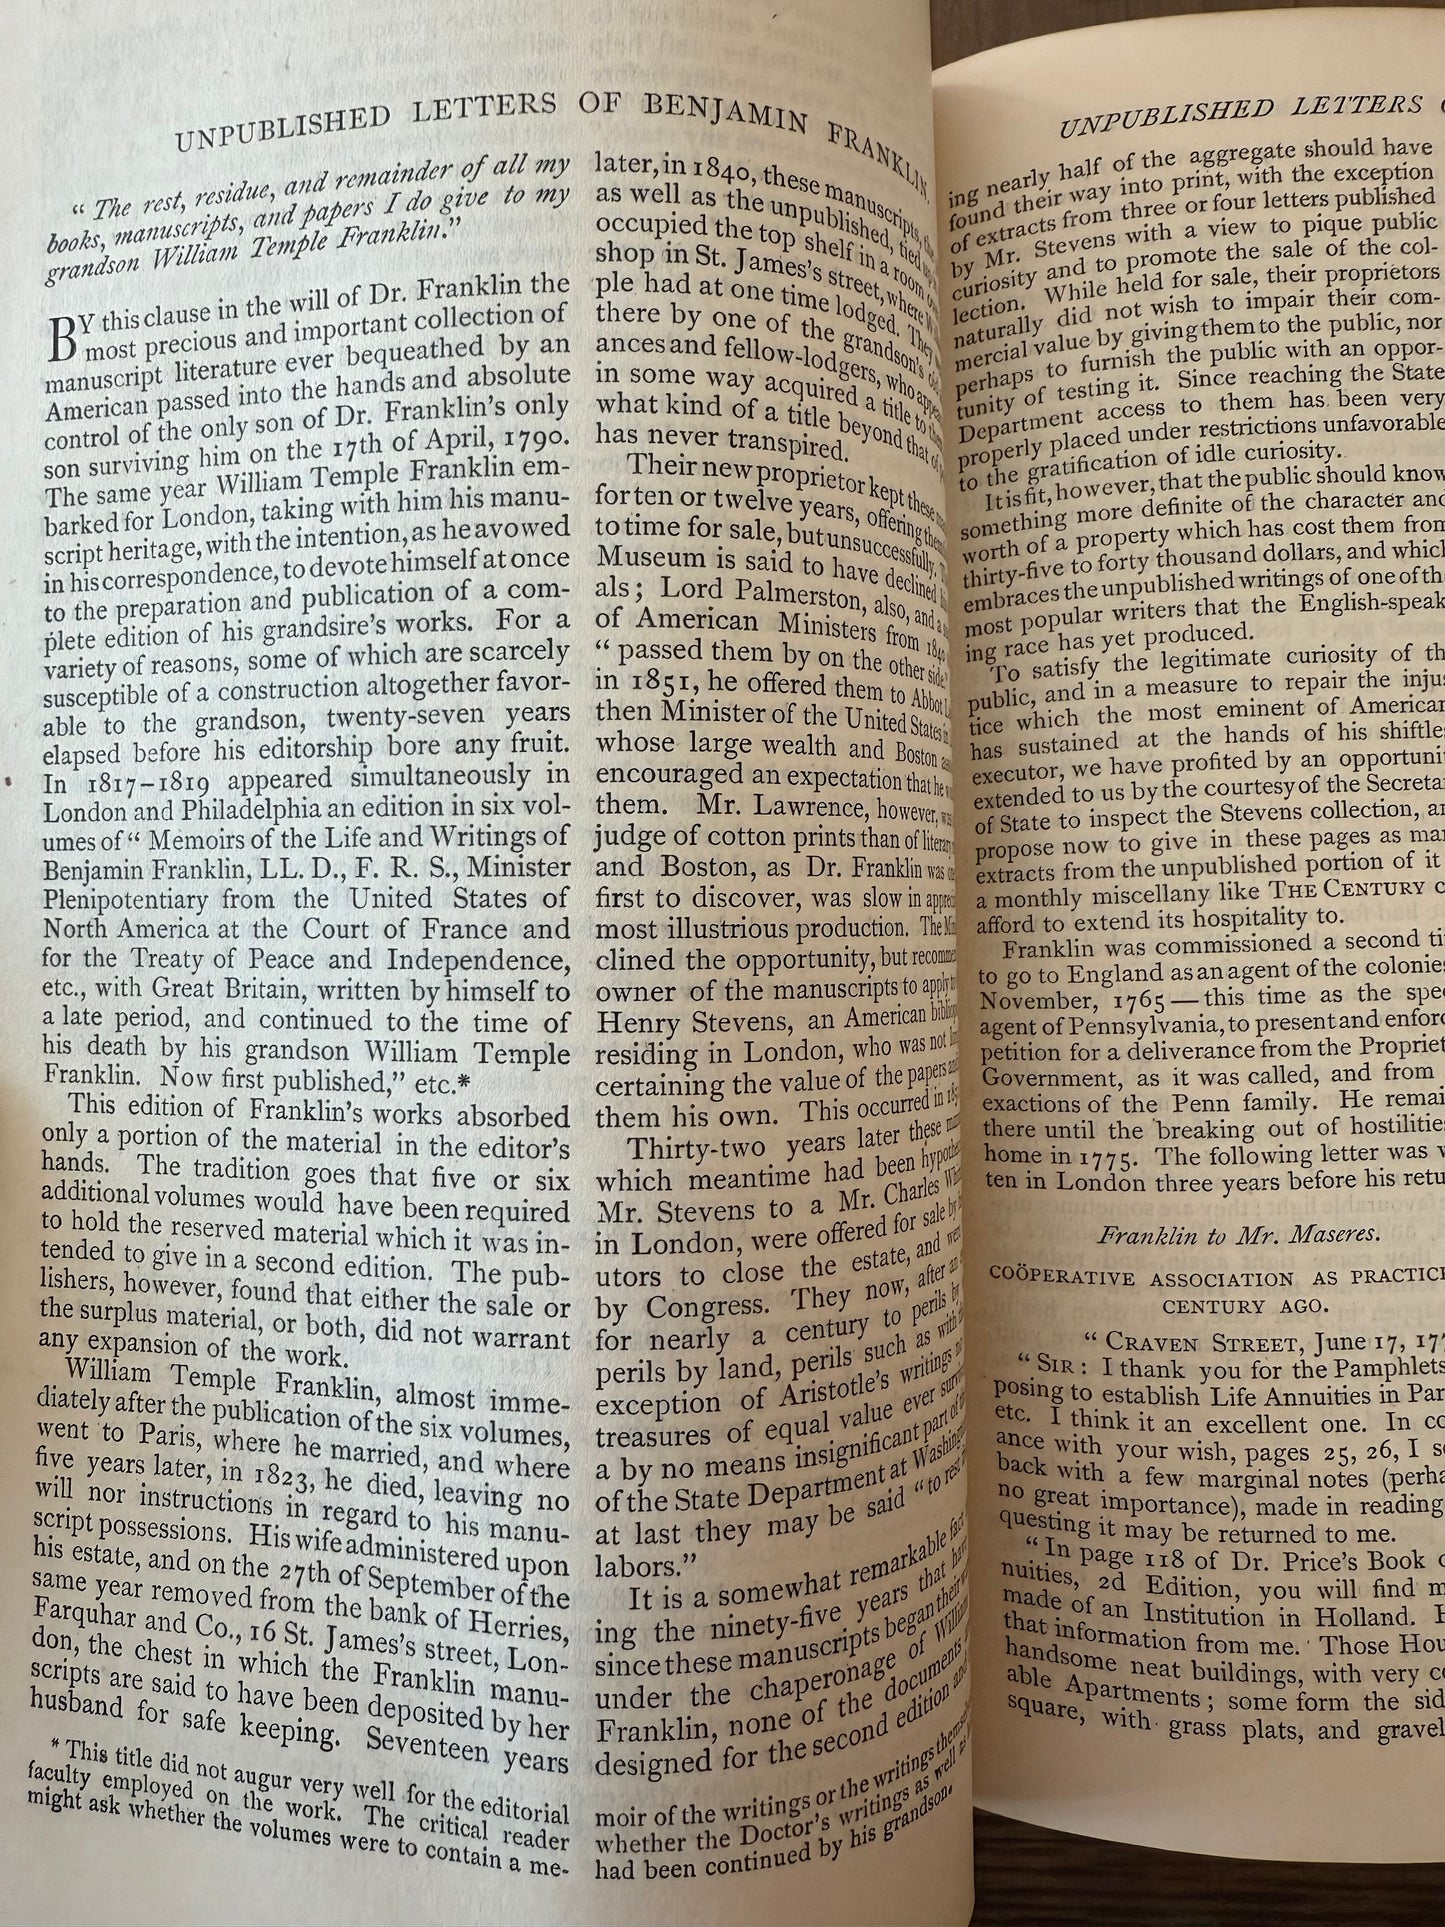 UNPUBLISHED LETTERS OF BENJAMIN FRANKLIN.
“ The rest, residue, and remainder of all my
books, manuscripts, and papers I do give to my
grandson William Temple Franklin.”
BY this clause in the will of Dr. Franklin the
most precious and important collection of
manuscript literature ever bequeathed by an
American passed into the hands and absolute
control of the only son of Dr. Franklin’s only
son surviving him on the 17th of April, 1790.
The same year William Temple Franklin em-
barked for London, taking with him his manu-
script heritage, with the intention, as he avowed
in his correspondence, to devote himself at once
to the preparation and publication of a com-
plete edition of his grandsire’s works. For a
variety of reasons, some of which are scarcely
susceptible of a construction altogether favor-
able to the grandson, twenty-seven years
elapsed before his editorship bore any fruit.
In 1817–1819 appeared simultaneously in
London and Philadelphia an edition in six vol-
umes of “ Memoirs of the Life and Writings of
Benjamin Franklin, LL. D., F. R. S., Minister
Plenipotentiary from the United States of
North America at the Court of France and
for the Treaty of Peace and Independence,
etc., with Great Britain, written by himself to
a late period, and continued to the time of
his death by his grandson William Temple
Franklin. Now first published,” etc.*
This edition of Franklin’s works absorbed
only a portion of the material in the editor’s
hands. The tradition goes that five or six
additional volumes would have been required
to hold the reserved material which it was in-
tended to give in a second edition. The pub-
lishers, however, found that either the sale or
the surplus material, or both, did not warrant
any expansion of the work.
William Temple Franklin, almost imme-
diately after the publication of the six volumes,
went to Paris, where he married, and where
five years later, in 1823, he died, leaving no
will nor instructions in regard to his manu-
script possessions. His wife administered upon
his estate, and on the 27th of September of the
same year removed from the bank of Herries,
Farquhar and Co., 16 St. James’s street, Lon-
don, the chest in which the Franklin manu-
scripts are said to have been deposited by her
husband for safe keeping. Seventeen years
* This title did not augur very well for the editorial
faculty employed on the work. The critical reader
might ask whether the volumes were to contain a me-
later, in 1840, these manuscripts,
as well as the unpublished, tied
occupied the top shelf in a room
shop in St. James’s street, where
ple had at one time lodged. They
there by one of the grandson’s
ances and fellow-lodgers, who
in some way acquired a title to
what kind of a title beyond that of
has never transpired.
Their new proprietor kept these
for ten or twelve years, offering them
to time for sale, but unsuccessfully.
Museum is said to have declined
als; Lord Palmerston, also, and a
of American Ministers from
“ passed them by on the other side.”
in 1851, he offered them to Abbot
then Minister of the United States in
whose large wealth and Boston
encouraged an expectation that he
them. Mr. Lawrence, however,
judge of cotton prints than of
and Boston, as Dr. Franklin was
first to discover, was slow in
most illustrious production. The
clined the opportunity, but
owner of the manuscripts to apply
Henry Stevens, an American
residing in London, who was not
certaining the value of the papers
them his own. This occurred in
Thirty-two years later these
which meantime had been
Mr. Stevens to a Mr. Charles
in London, were offered for sale by
utors to close the estate, and
by Congress. They now, after
for nearly a century to perils
perils by land, perils such as with
exception of Aristotle’s writings
treasures of equal value ever
a by no means insignificant part of
of the State Department at
at last they may be said “to rest
labors.”
It is a somewhat remarkable fact
ing the ninety-five years that have
since these manuscripts began their
under the chaperonage of William
Franklin, none of the documents
designed for the second edition and
moir of the writings or the writings
whether the Doctor’s writings as well as
had been continued by his grandson.
UNPUBLISHED LETTERS
ing nearly half of the aggregate should have
found their way into print, with the exception
of extracts from three or four letters published
by Mr. Stevens with a view to pique public
curiosity and to promote the sale of the col-
lection. While held for sale, their proprietors
naturally did not wish to impair their com-
mercial value by giving them to the public, nor
perhaps to furnish the public with an oppor-
tunity of testing it. Since reaching the State
Department access to them has been very
properly placed under restrictions unfavorable
to the gratification of idle curiosity.
It is fit, however, that the public should know
something more definite of the character and
worth of a property which has cost them from
thirty-five to forty thousand dollars, and which
embraces the unpublished writings of one of the
most popular writers that the English-speak-
ing race has yet produced.
To satisfy the legitimate curiosity of
public, and in a measure to repair the injus-
tice which the most eminent of American
has sustained at the hands of his
executor, we have profited by an
extended to us by the courtesy of the
of State to inspect the Stevens collection,
propose now to give in these pages as
extracts from the unpublished portion of it
a monthly miscellany like THE CENTURY
afford to extend its hospitality to.
Franklin was commissioned a second
to go to England as an agent of the colonies
November, 1765 — this time as the
agent of Pennsylvania, to present and enforce
petition for a deliverance from the
Government, as it was called, and from
exactions of the Penn family. He
there until the breaking out of hostilities
home in 1775. The following letter was
ten in London three years before his
Franklin to Mr. Maseres.
COÖPERATIVE ASSOCIATION AS
CENTURY AGO.
“ CRAVEN STREET, June 17,
“ SIR: I thank you for the Pamphlets
posing to establish Life Annuities in
etc. I think it an excellent one. In
ance with your wish, pages 25, 26, I
back with a few marginal notes
no great importance), made in reading
questing it may be returned to me.
“ In page 118 of Dr. Price’s Book
nuities, 2d Edition, you will find
made of an Institution in Holland.
that information from me. Those
handsome neat buildings, with very
able Apartments; some form the
square, with grass plats, and gravel